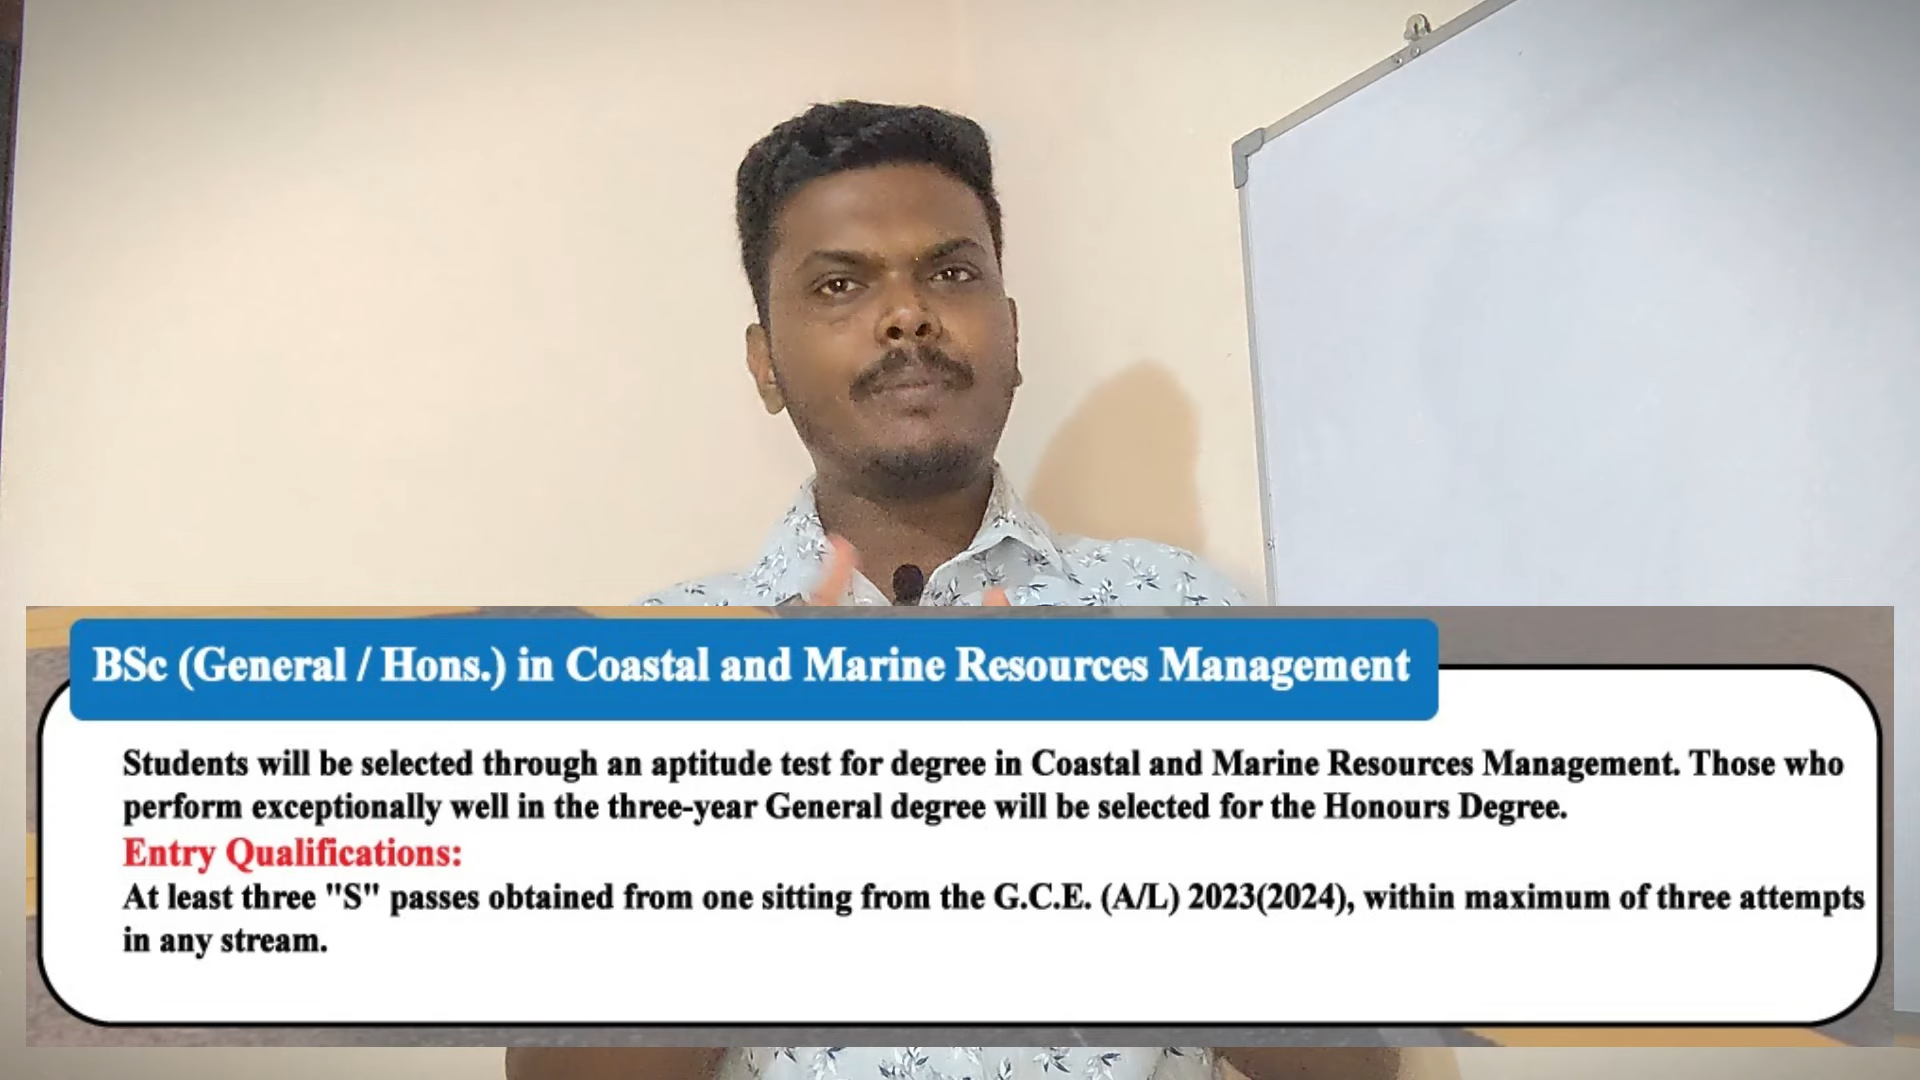 BSc (General / Hons.) in Coastal and Marine Resources Management
Students will be selected through an aptitude test for degree in Coastal and Marine Resources Management. Those who
perform exceptionally well in the three-year General degree will be selected for the Honours Degree.
Entry Qualifications:
At least three "S" passes obtained from one sitting from the G.C.E. (A/L) 2023(2024), within maximum of three attempts
in any stream.